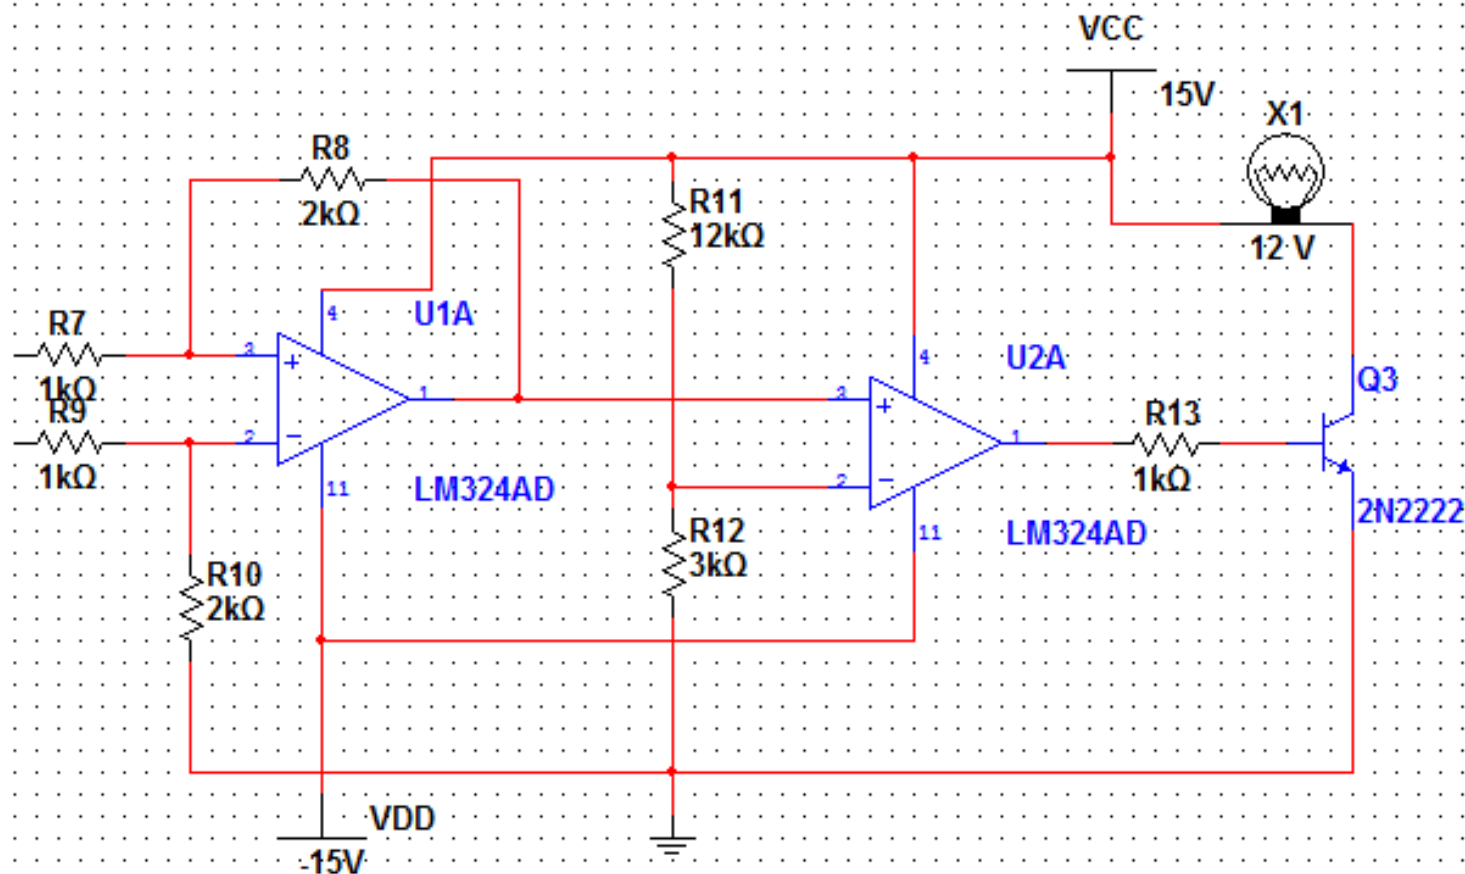 VCC
15V
X1
12 V
R8
2kΩ
R11
12kΩ
4
U1A
R7
1kΩ
3
+
1
R9
1kΩ
2
−
11
LM324AD
4
U2A
3
+
1
2
−
11
LM324AD
R13
1kΩ
Q3
2N2222
R12
3kΩ
R10
2kΩ
VDD
-15V